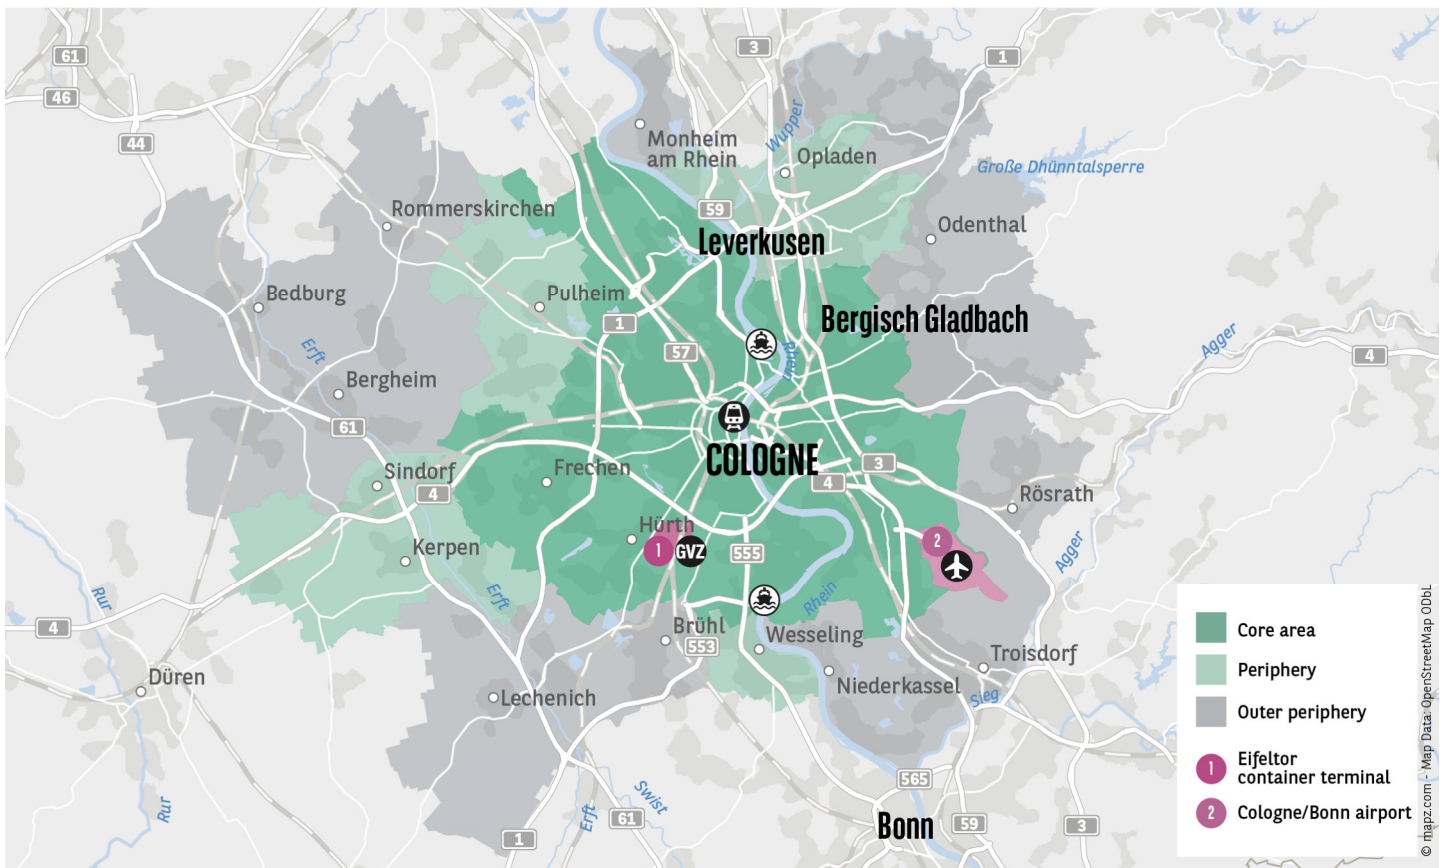 61
3
1
46
44
Monheim
am Rhein
Wupper
Opladen
Große Dhünntalsperre
Rommerskirchen
59
Odenthal
Leverkusen
Bedburg
Pulheim
1
Bergisch Gladbach
Erft
57
Rhein
Agger
4
Bergheim
61
COLOGNE
Sindorf
4
Frechen
3
4
Rösrath
Hürth
1
GVZ
555
2
Kerpen
Agger
Rur
Erft
Rhein
4
Brühl
553
Wesseling
Troisdorf
Düren
Lechenich
Niederkassel
Sieg
565
Rur
Erft
Swist
61
1
Bonn
59
3
Core area
Periphery
Outer periphery
1
Eifeltor
container terminal
2
Cologne/Bonn airport
© mapz.com - Map Data: OpenStreetMap ODbL